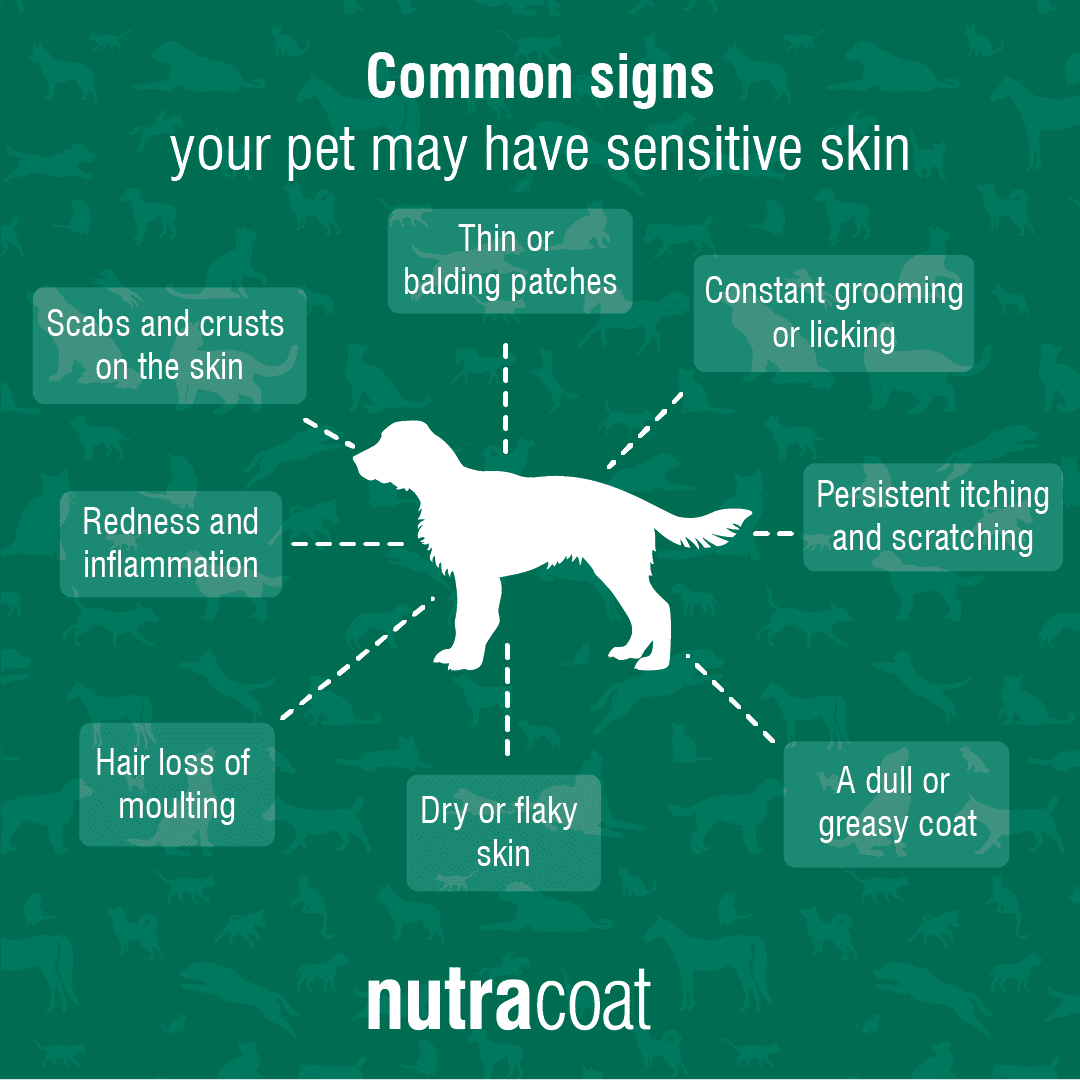 Common signs
your pet may have sensitive skin
Thin or
balding patches
Constant grooming
or licking
Scabs and crusts
on the skin
Persistent itching
and scratching
Redness and
inflammation
Hair loss of
moulting
Dry or flaky
skin
A dull or
greasy coat
nutracoat